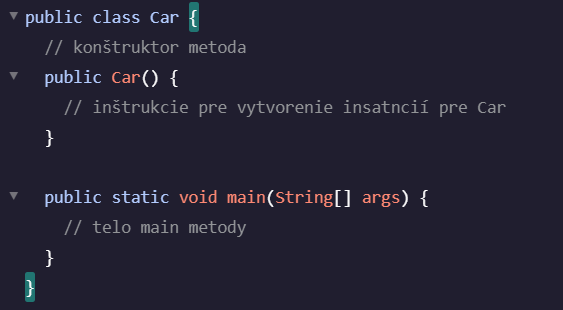 public class Car {
// konštruktor metoda
public Car() {
// inštrukcie pre vytvorenie insatncií pre Car
}
public static void main(String[] args) {
// telo main metody
}
}